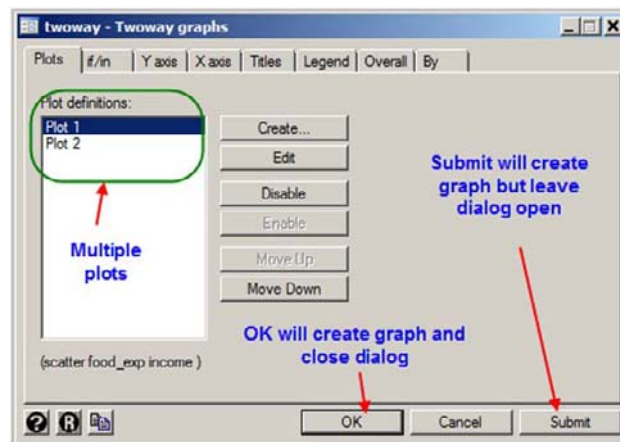 twoway - Twoway graphs
Plots if/in Y axis X axis Titles Legend Overall By
Plot definitions:
Plot 1
Plot 2
Create...
Edit
Disable
Enable
Move Up
Move Down
Multiple
plots
Submit will create
graph but leave
dialog open
OK will create graph and
close dialog
(scatter food_exp income )
? R
OK Cancel Submit